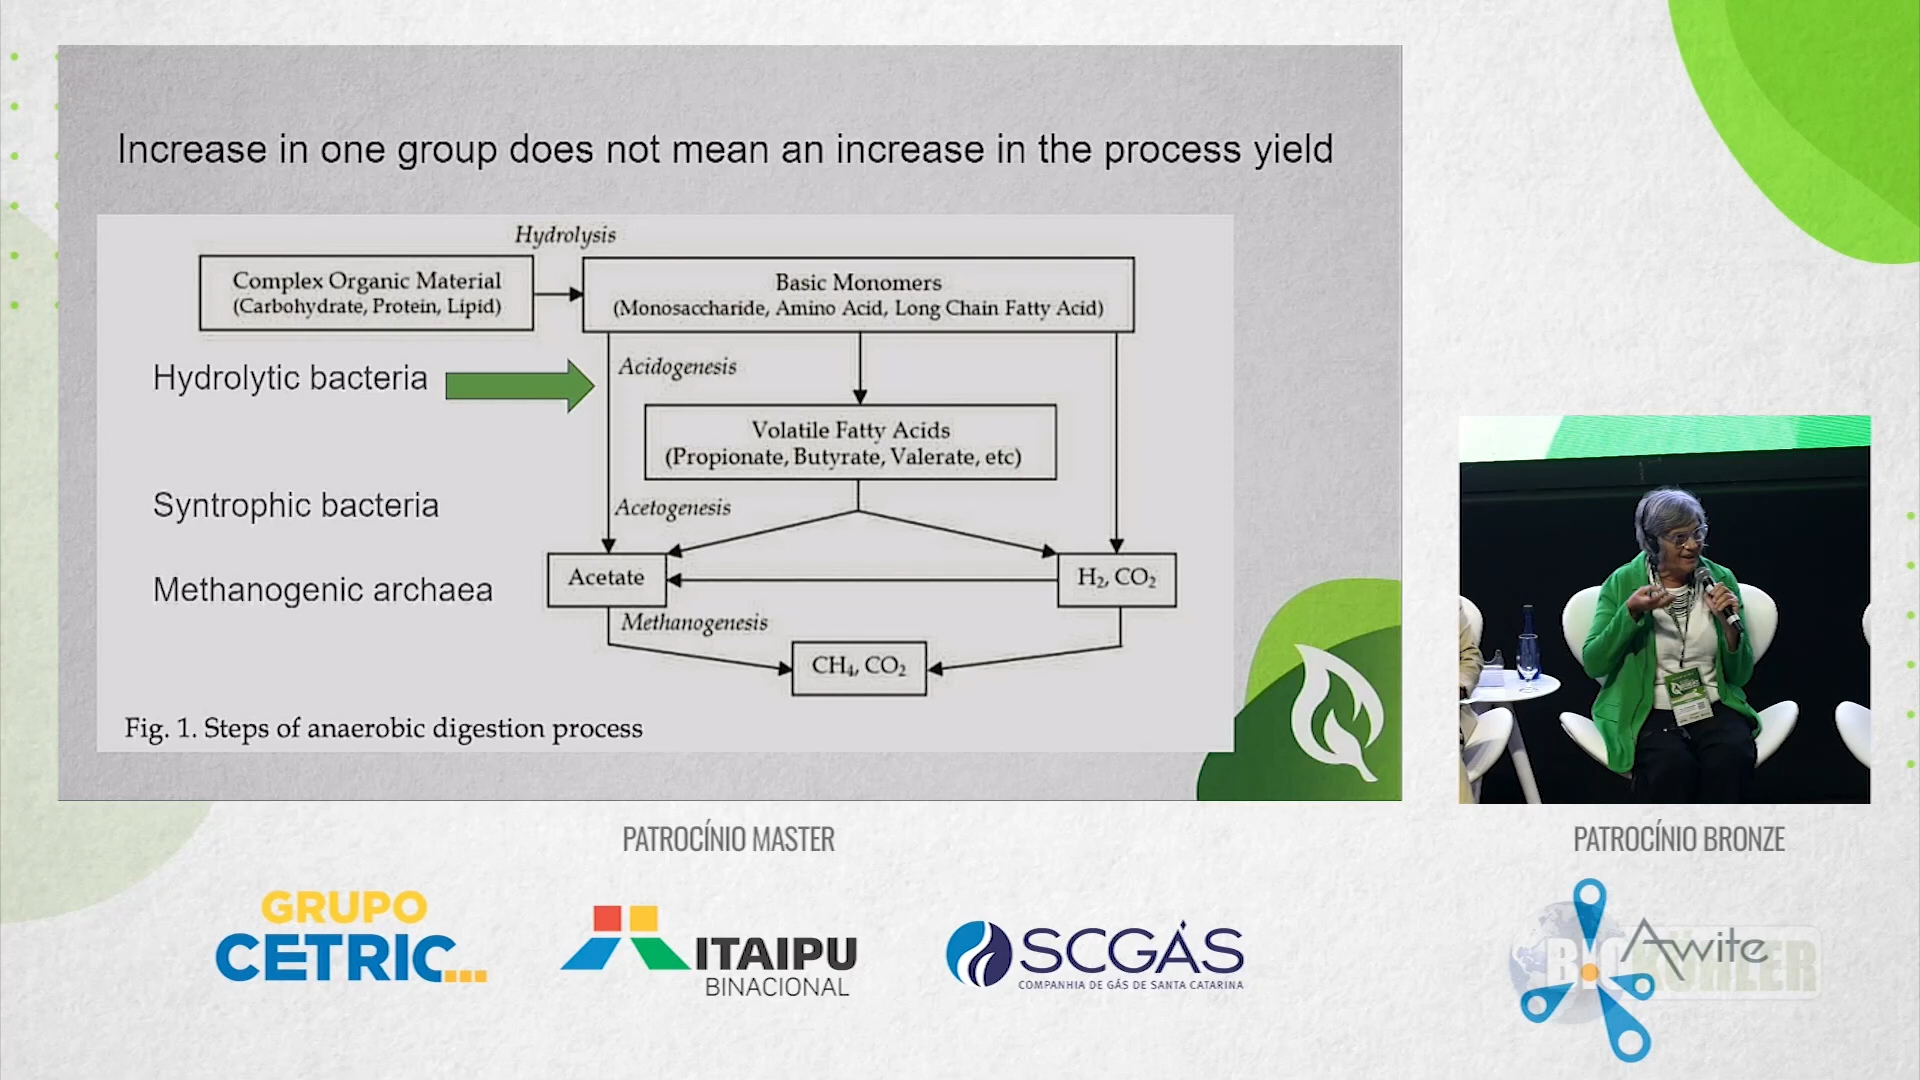 Increase in one group does not mean an increase in the process yield
Hydrolysis
Complex Organic Material
(Carbohydrate, Protein, Lipid)
Basic Monomers
(Monosaccharide, Amino Acid, Long Chain Fatty Acid)
Hydrolytic bacteria
Acidogenesis
Volatile Fatty Acids
(Propionate, Butyrate, Valerate, etc)
Syntrophic bacteria
Acetogenesis
Methanogenic archaea
Acetate
H₂, CO₂
Methanogenesis
CH₄, CO₂
Fig. 1. Steps of anaerobic digestion process
PATROCÍNIO MASTER
PATROCÍNIO BRONZE
GRUPO
CETRIC...
ITAIPU
BINACIONAL
SCGÁS
COMPANHIA DE GÁS DE SANTA CATARINA
Awite